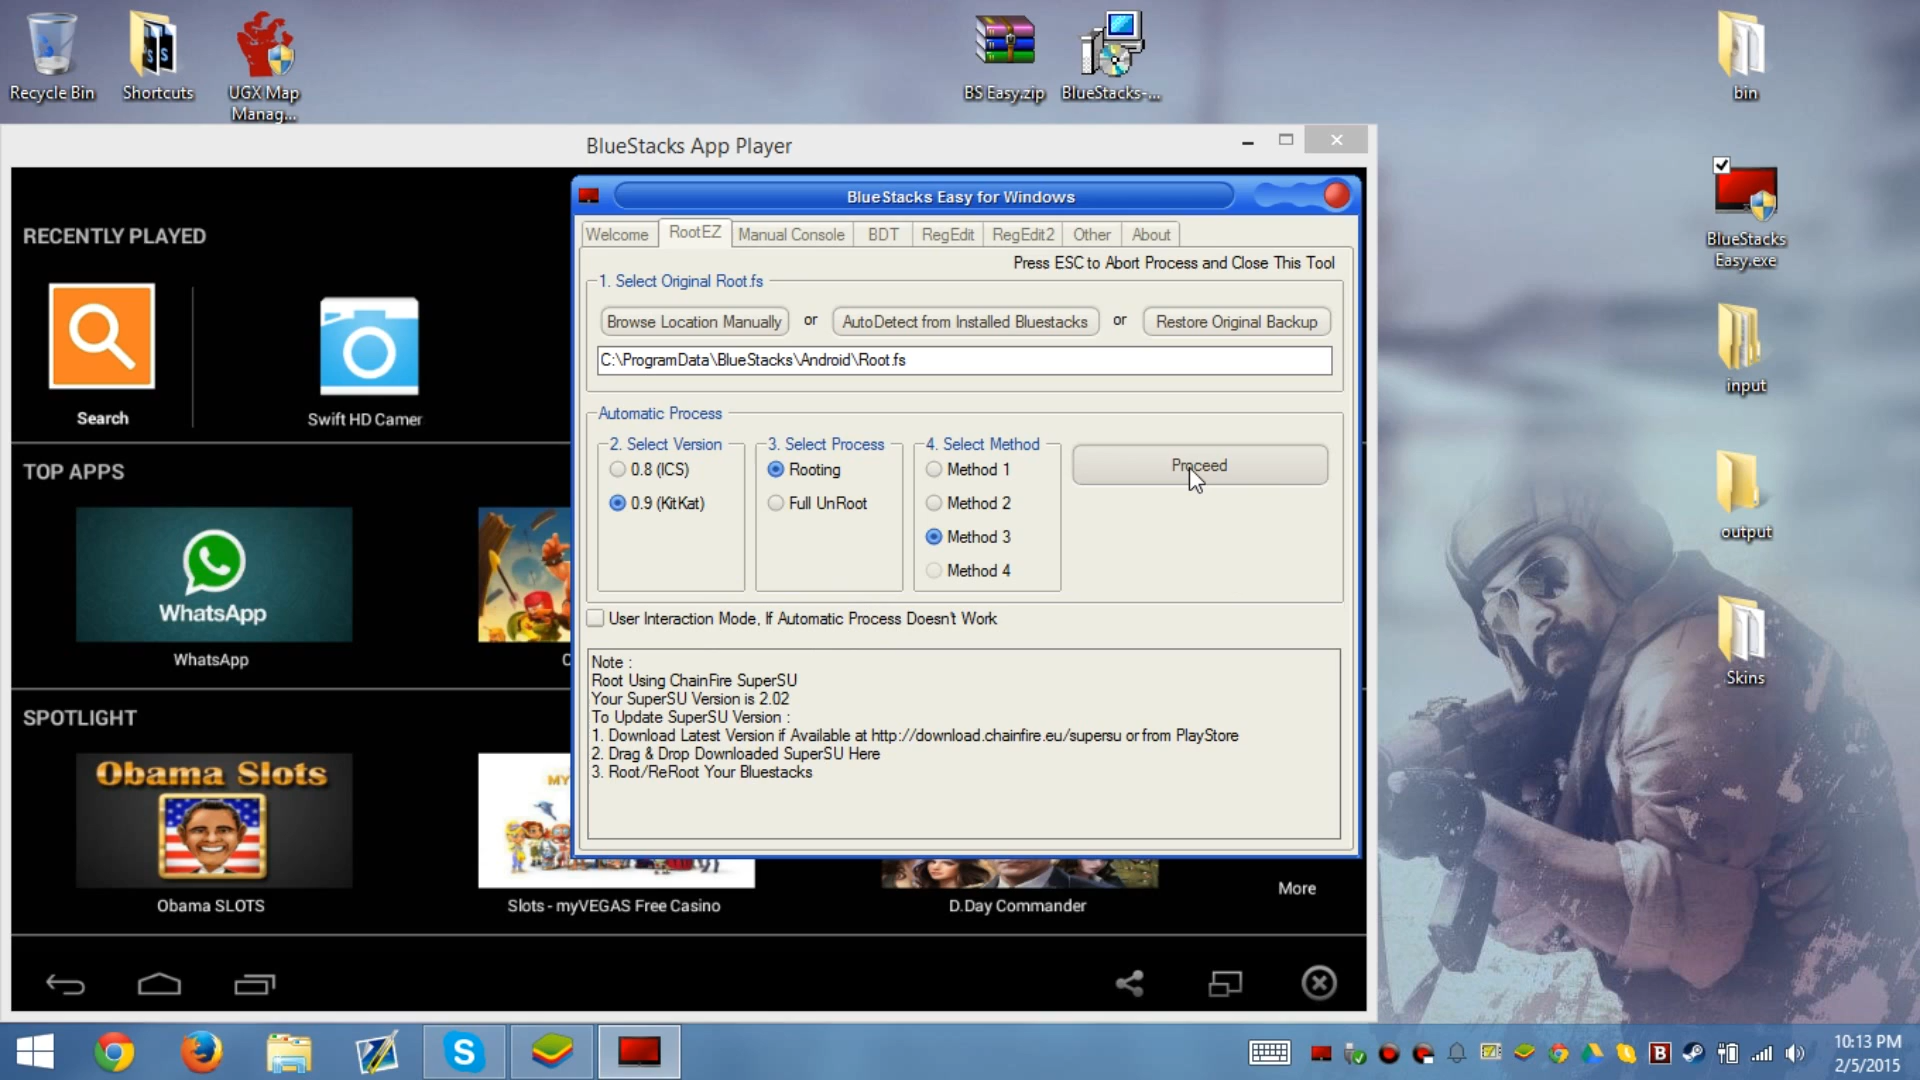 Recycle Bin
Shortcuts
UGX Map
Manag...
BS Easy.zip
BlueStacks-...
bin
BlueStacks
Easy.exe
input
output
Skins
BlueStacks App Player
RECENTLY PLAYED
Search
Swift HD Camer
TOP APPS
WhatsApp
WhatsApp
SPOTLIGHT
Obama Slots
Obama SLOTS
MY
Slots - myVEGAS Free Casino
D.Day Commander
More
BlueStacks Easy for Windows
Welcome
RootEZ
Manual Console
BDT
RegEdit
RegEdit2
Other
About
Press ESC to Abort Process and Close This Tool
1. Select Original Root.fs
Browse Location Manually
or
AutoDetect from Installed Bluestacks
or
Restore Original Backup
C:\ProgramData\BlueStacks\Android\Root.fs
Automatic Process
2. Select Version
0.8 (ICS)
0.9 (KitKat)
3. Select Process
Rooting
Full UnRoot
4. Select Method
Method 1
Method 2
Method 3
Method 4
Proceed
User Interaction Mode, If Automatic Process Doesn't Work
Note :
Root Using ChainFire SuperSU
Your SuperSU Version is 2.02
To Update SuperSU Version :
1. Download Latest Version if Available at http://download.chainfire.eu/supersu or from PlayStore
2. Drag & Drop Downloaded SuperSU Here
3. Root/ReRoot Your Bluestacks
10:13 PM
2/5/2015